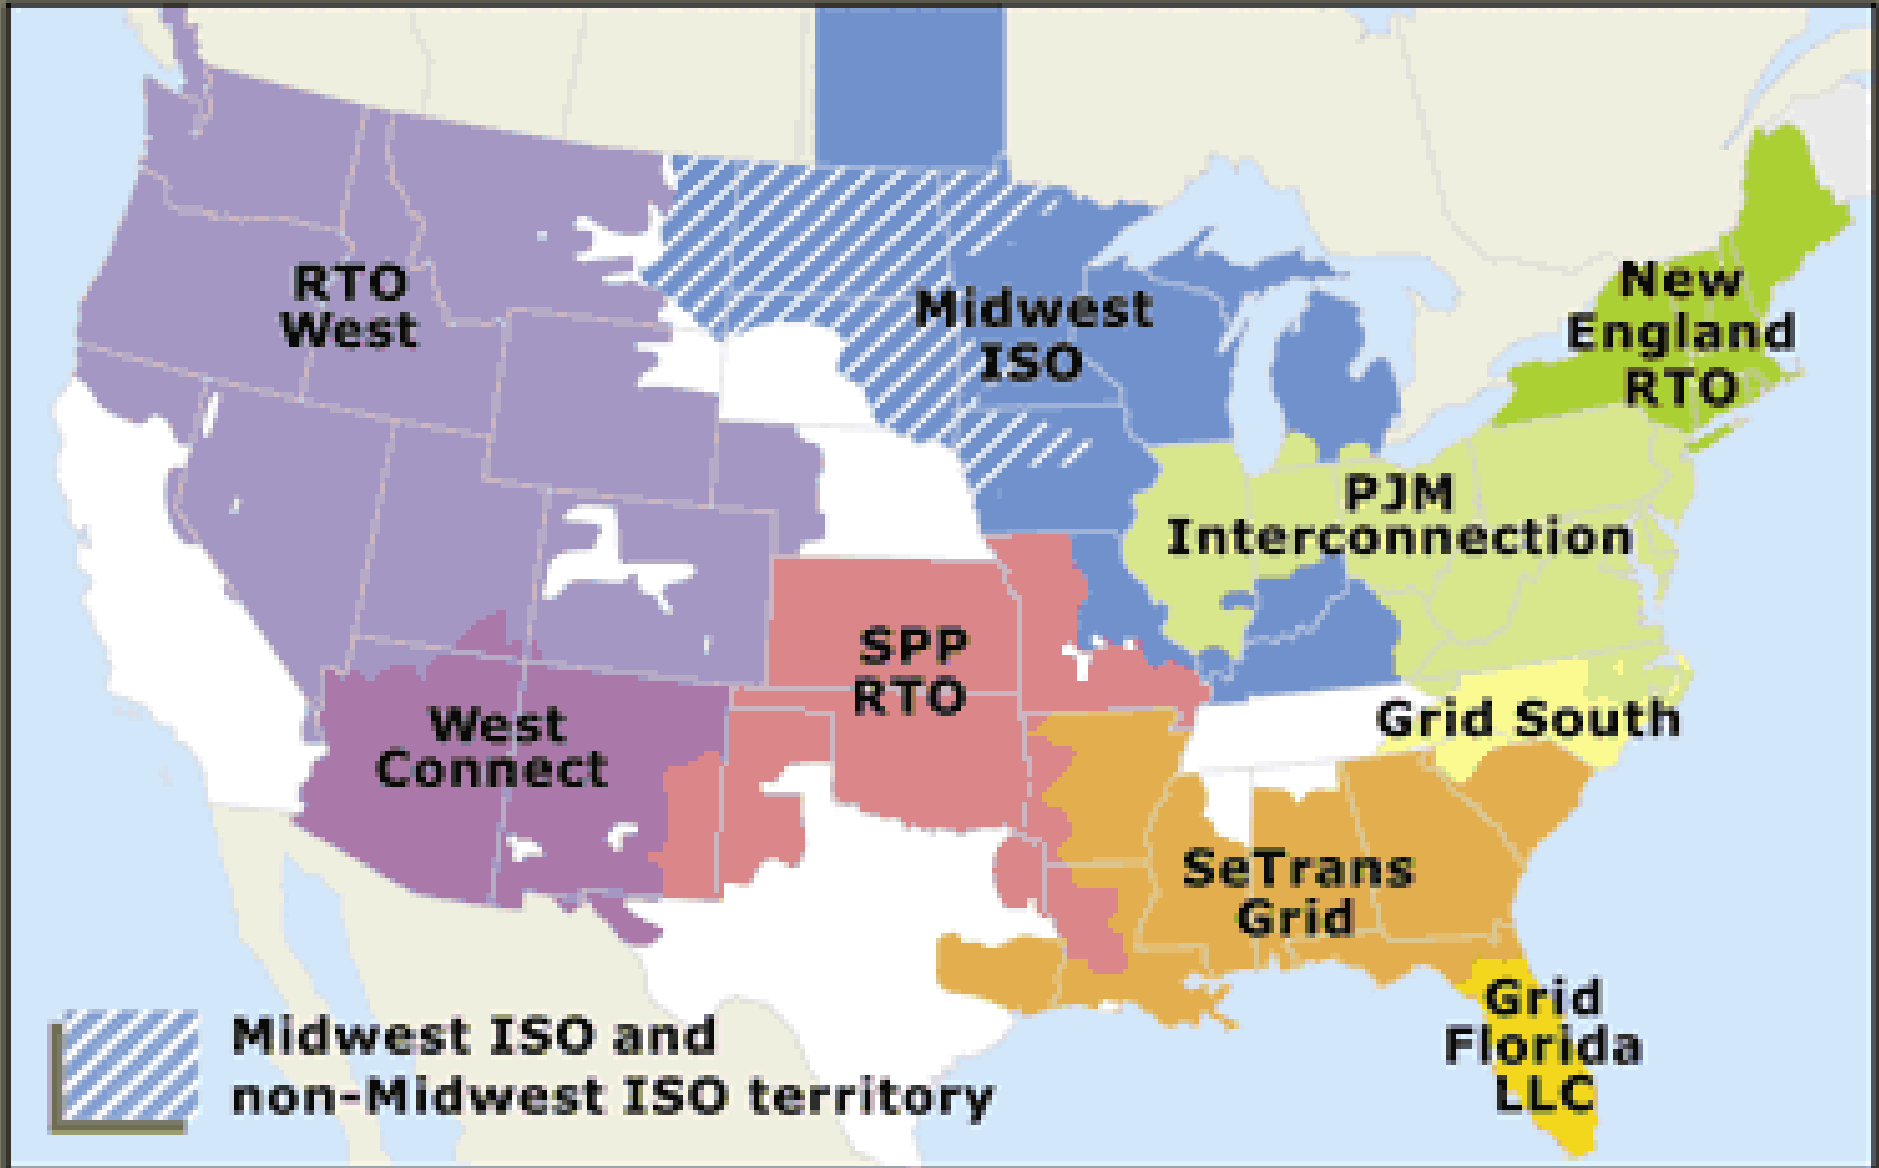 RTO
West
Midwest
ISO
New
England
RTO
PJM
Interconnection
SPP
RTO
West
Connect
Grid South
SeTrans
Grid
Grid
Florida
LLC
Midwest ISO and
non-Midwest ISO territory